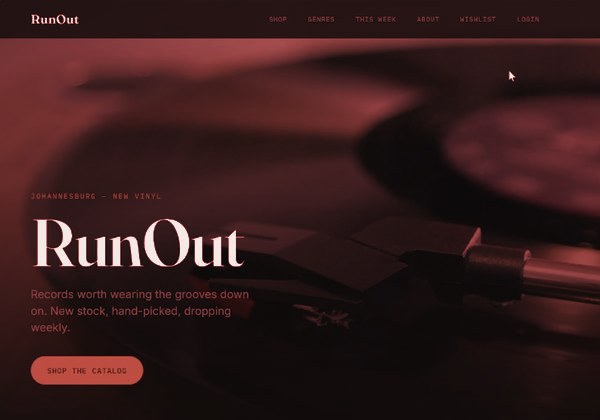 RunOut
SHOP GENRES THIS WEEK ABOUT WISHLIST LOGIN
JOHANNESBURG — NEW VINYL
RunOut
Records worth wearing the grooves down
on. New stock, hand-picked, dropping
weekly.
SHOP THE CATALOG